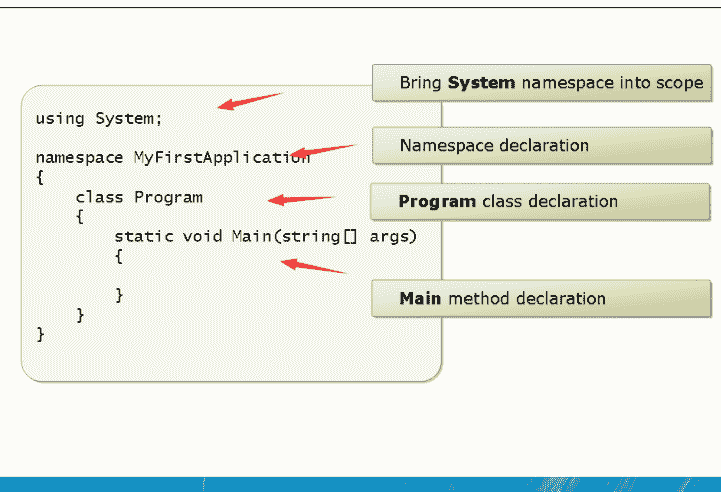 using System;
namespace MyFirstApplication
{
class Program
{
static void Main(string[] args)
{
}
}
}
Bring System namespace into scope
Namespace declaration
Program class declaration
Main method declaration